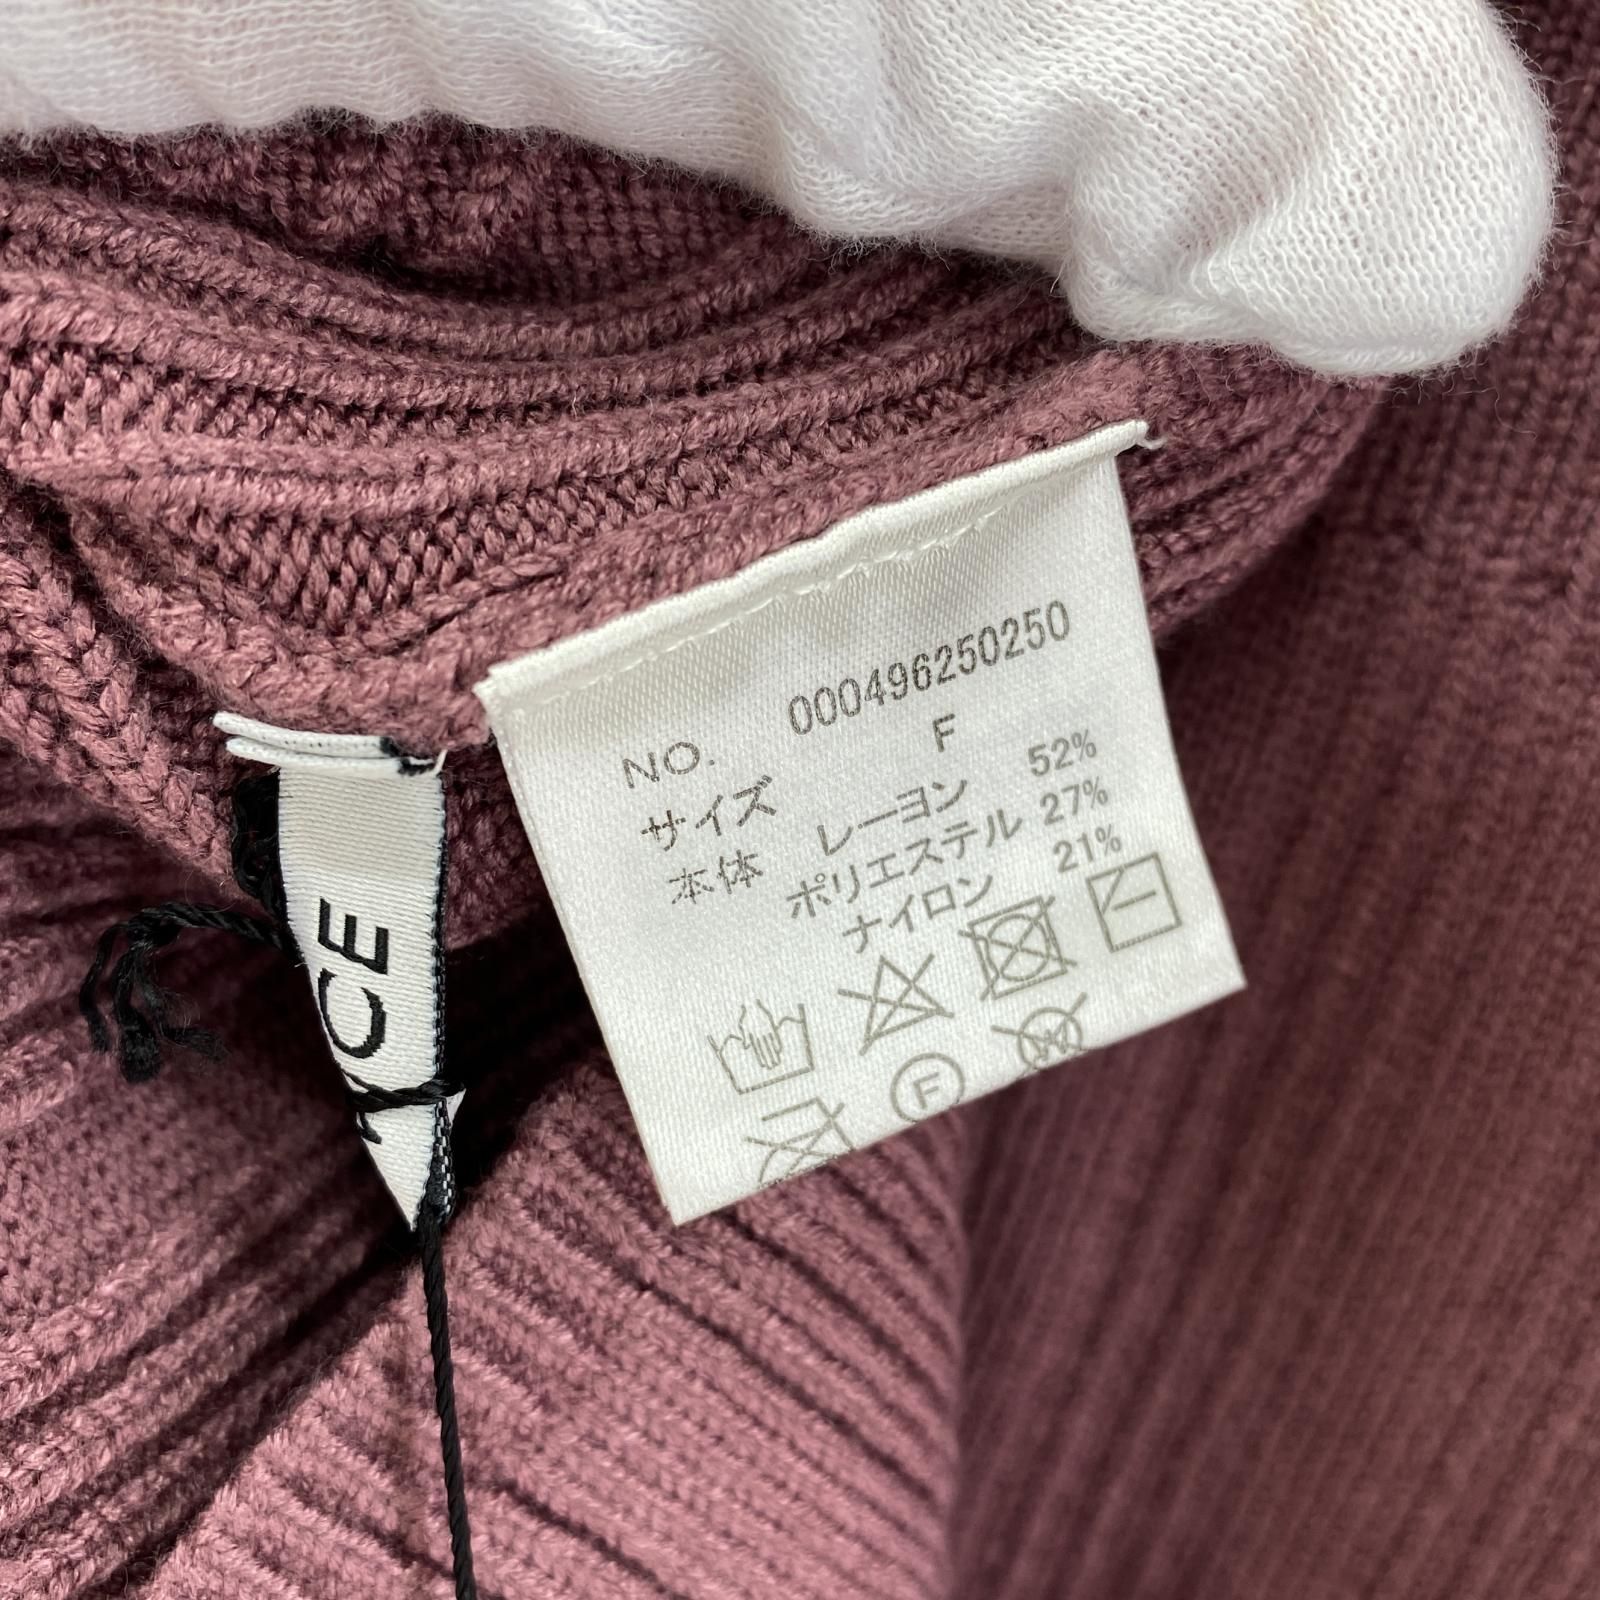 NO. 000496250250
サイズ F
本体 レーヨン 52%
ポリエステル 27%
ナイロン 21%
F
W